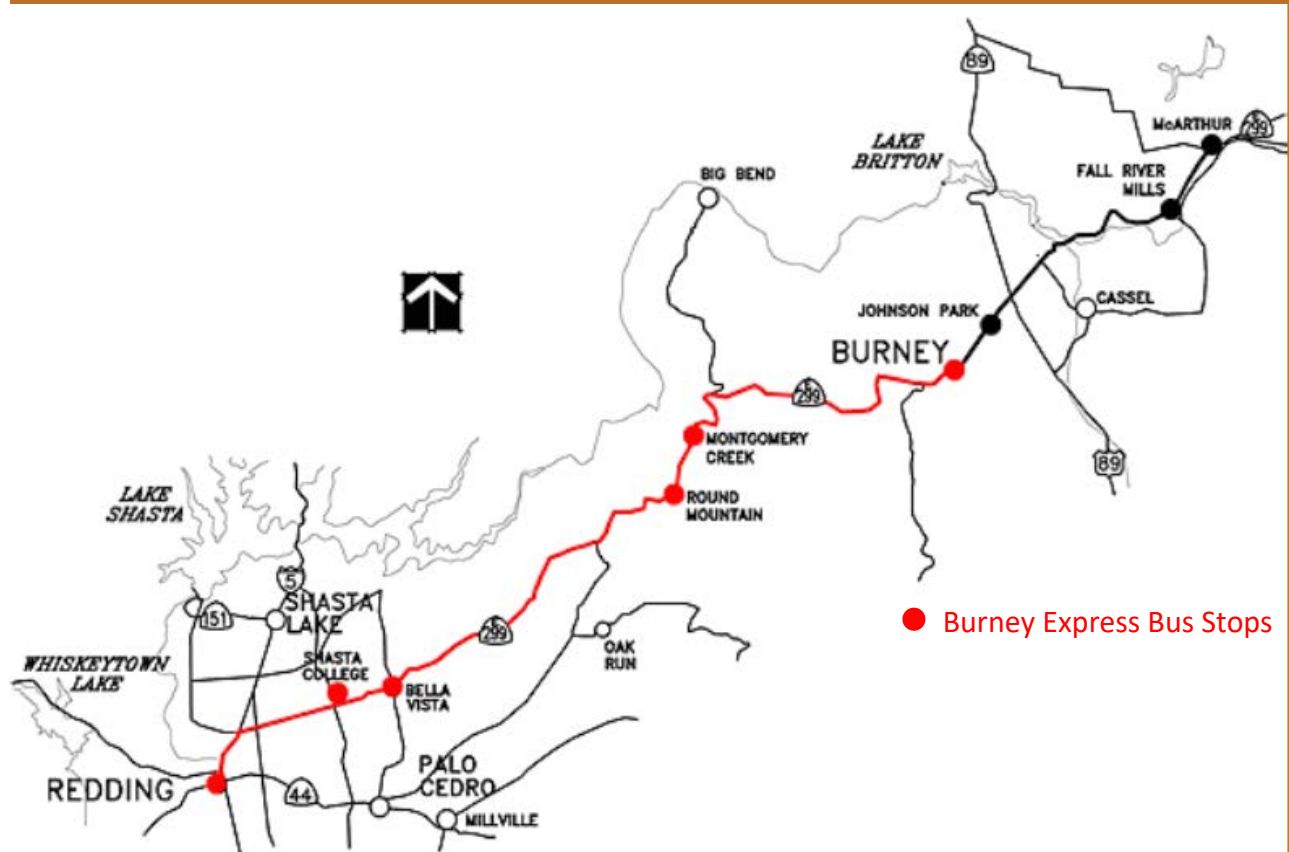 89
McARTHUR
E
299
LAKE
BRITTON
FALL RIVER
MILLS
BIG BEND
CASSEL
JOHNSON PARK
BURNEY
E
299
MONTGOMERY
CREEK
89
LAKE
SHASTA
ROUND
MOUNTAIN
5
SHASTA
LAKE
151
E
299
Burney Express Bus Stops
OAK
RUN
WHISKEYTOWN
LAKE
SHASTA
COLLEGE
BELLA
VISTA
PALO
CEDRO
REDDING
44
MILLVILLE